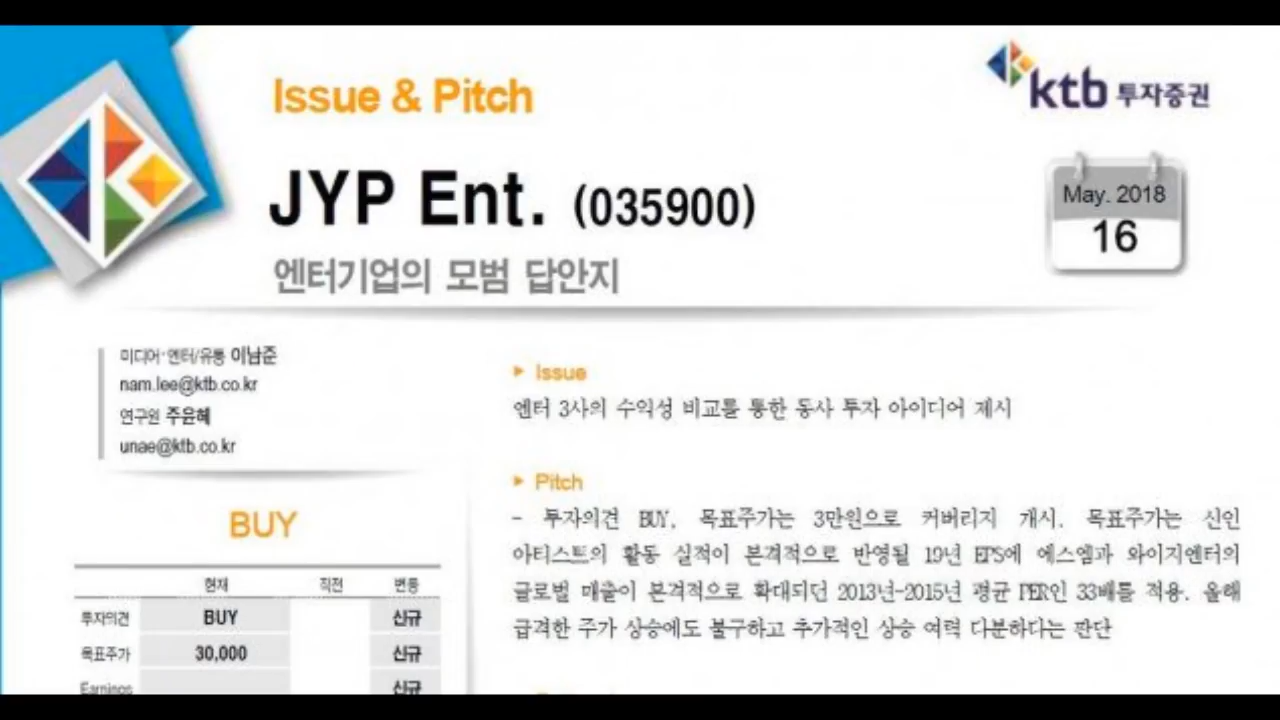 Issue & Pitch
ktb 투자증권
JYP Ent. (035900)
May. 2018
16
엔터기업의 모범 답안지
미디어·엔터/유통 이남준
nam.lee@ktb.co.kr
연구원 주윤혜
unae@ktb.co.kr
BUY
현재 직전 변동
투자의견 BUY 신규
목표주가 30,000 신규
Earnings 신규
▶ Issue
엔터 3사의 수익성 비교를 통한 동사 투자 아이디어 제시
▶ Pitch
- 투자의견 BUY, 목표주가는 3만원으로 커버리지 개시. 목표주가는 신인
아티스트의 활동 실적이 본격적으로 반영될 19년 EPS에 에스엠과 와이지엔터의
글로벌 매출이 본격적으로 확대되던 2013년-2015년 평균 PER인 33배를 적용. 올해
급격한 주가 상승에도 불구하고 추가적인 상승 여력 다분하다는 판단